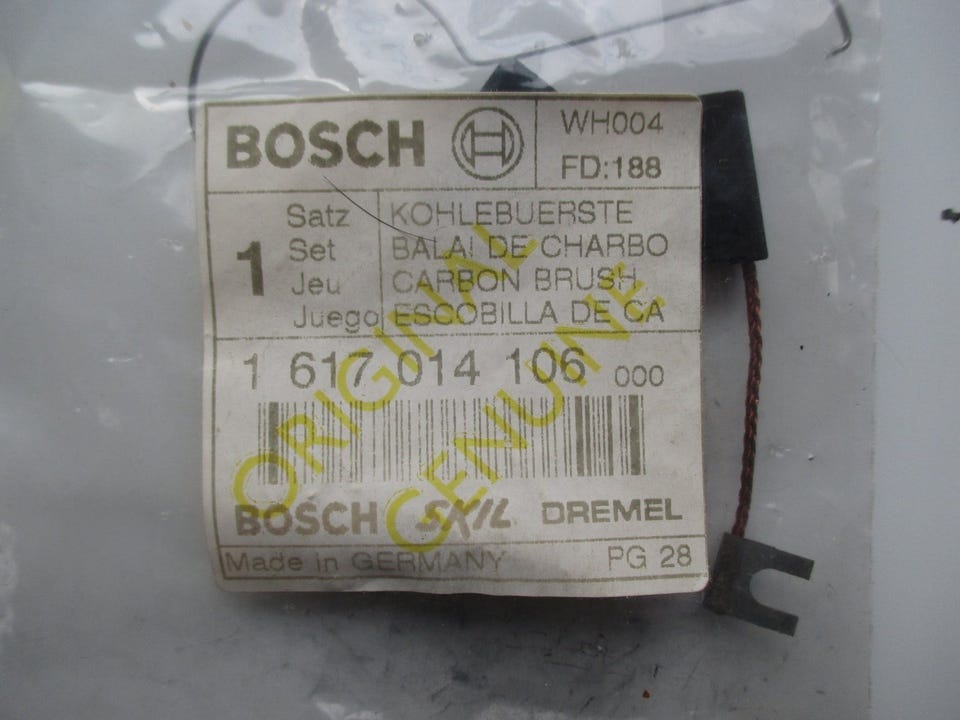 BOSCH
WH004
FD:188
1
Satz
Set
Jeu
Juego
KOHLEBUERSTE
BALAI DE CHARBO
CARBON BRUSH
ESCOBILLA DE CA
1 617 014 106 000
ORIGINAL
GENUINE
BOSCH SKIL DREMEL
Made in GERMANY PG 28